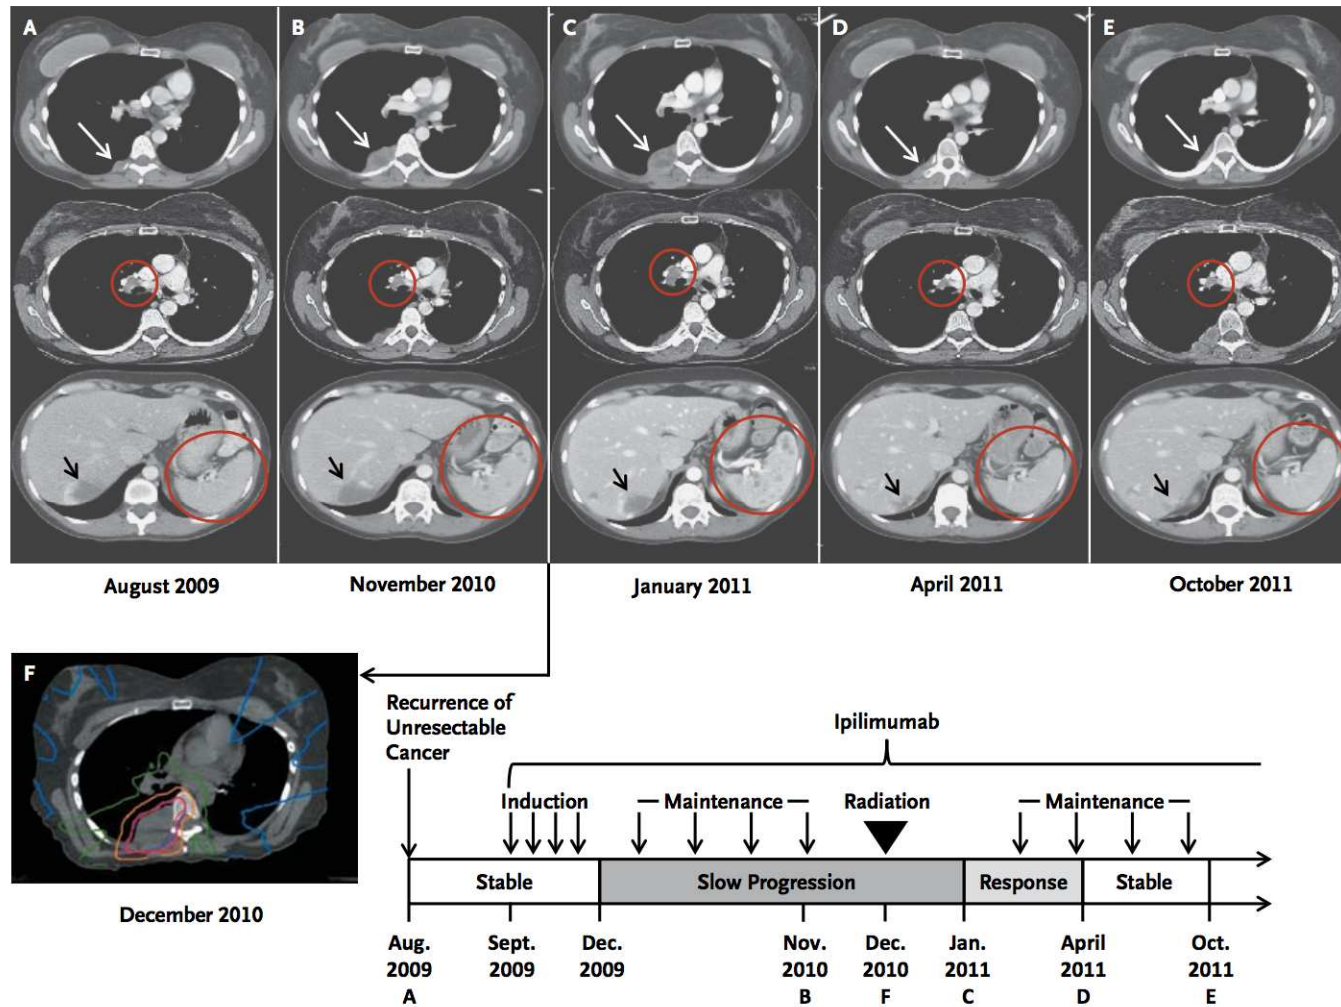 A
B
C
D
E
August 2009
November 2010
January 2011
April 2011
October 2011
F
December 2010
Recurrence of
Unresectable
Cancer
Ipilimumab
Induction
Maintenance
Radiation
Maintenance
Stable
Slow Progression
Response
Stable
Aug.
2009
A
Sept.
2009
Dec.
2009
Nov.
2010
B
Dec.
2010
F
Jan.
2011
C
April
2011
D
Oct.
2011
E